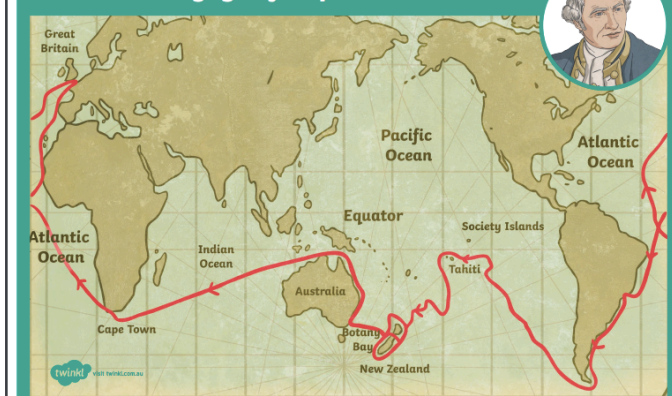 Great
Britain
Pacific
Ocean
Atlantic
Ocean
Equator
Society Islands
Atlantic
Ocean
Indian
Ocean
Tahiti
Australia
Cape Town
Botany
Bay
New Zealand
twinkl visit twinkl.com.au